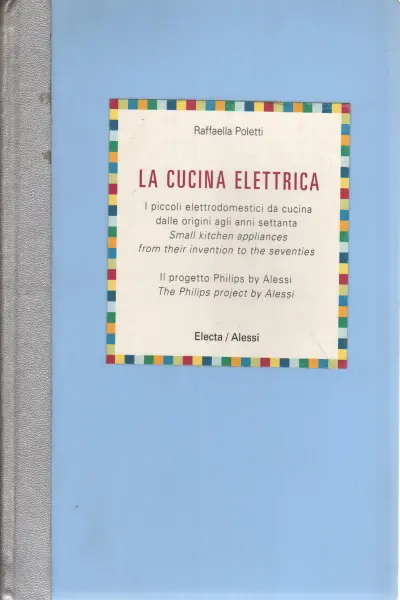 Raffaella Poletti
LA CUCINA ELETTRICA
I piccoli elettrodomestici da cucina
dalle origini agli anni settanta
Small kitchen appliances
from their invention to the seventies
Il progetto Philips by Alessi
The Philips project by Alessi
Electa / Alessi